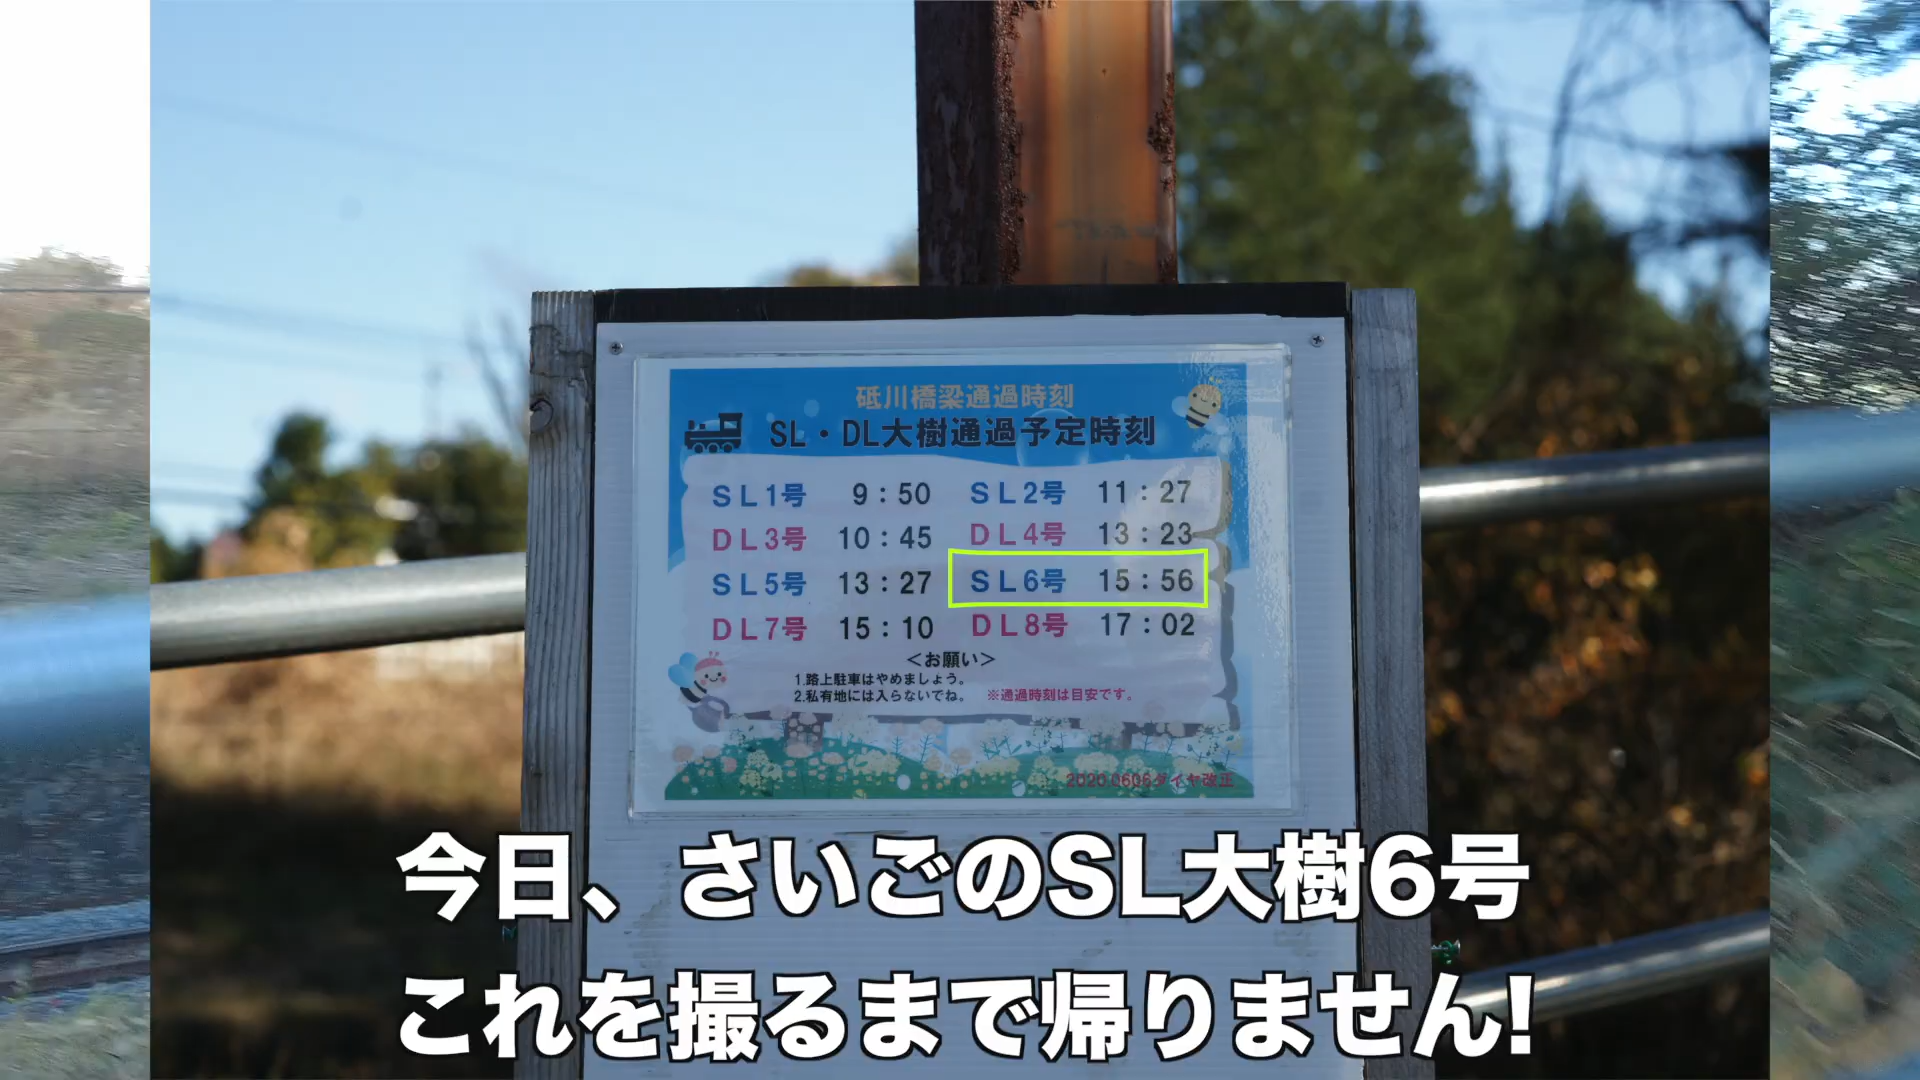 砥川橋梁通過時刻
SL・DL大樹通過予定時刻
SL1号 9:50 SL2号 11:27
DL3号 10:45 DL4号 13:23
SL5号 13:27 SL6号 15:56
DL7号 15:10 DL8号 17:02
<お願い>
1.路上駐車はやめましょう。
2.私有地には入らないでね。 ※通過時刻は目安です。
2020.0606ダイヤ改正
今日、さいごのSL大樹6号
これを撮るまで帰りません!